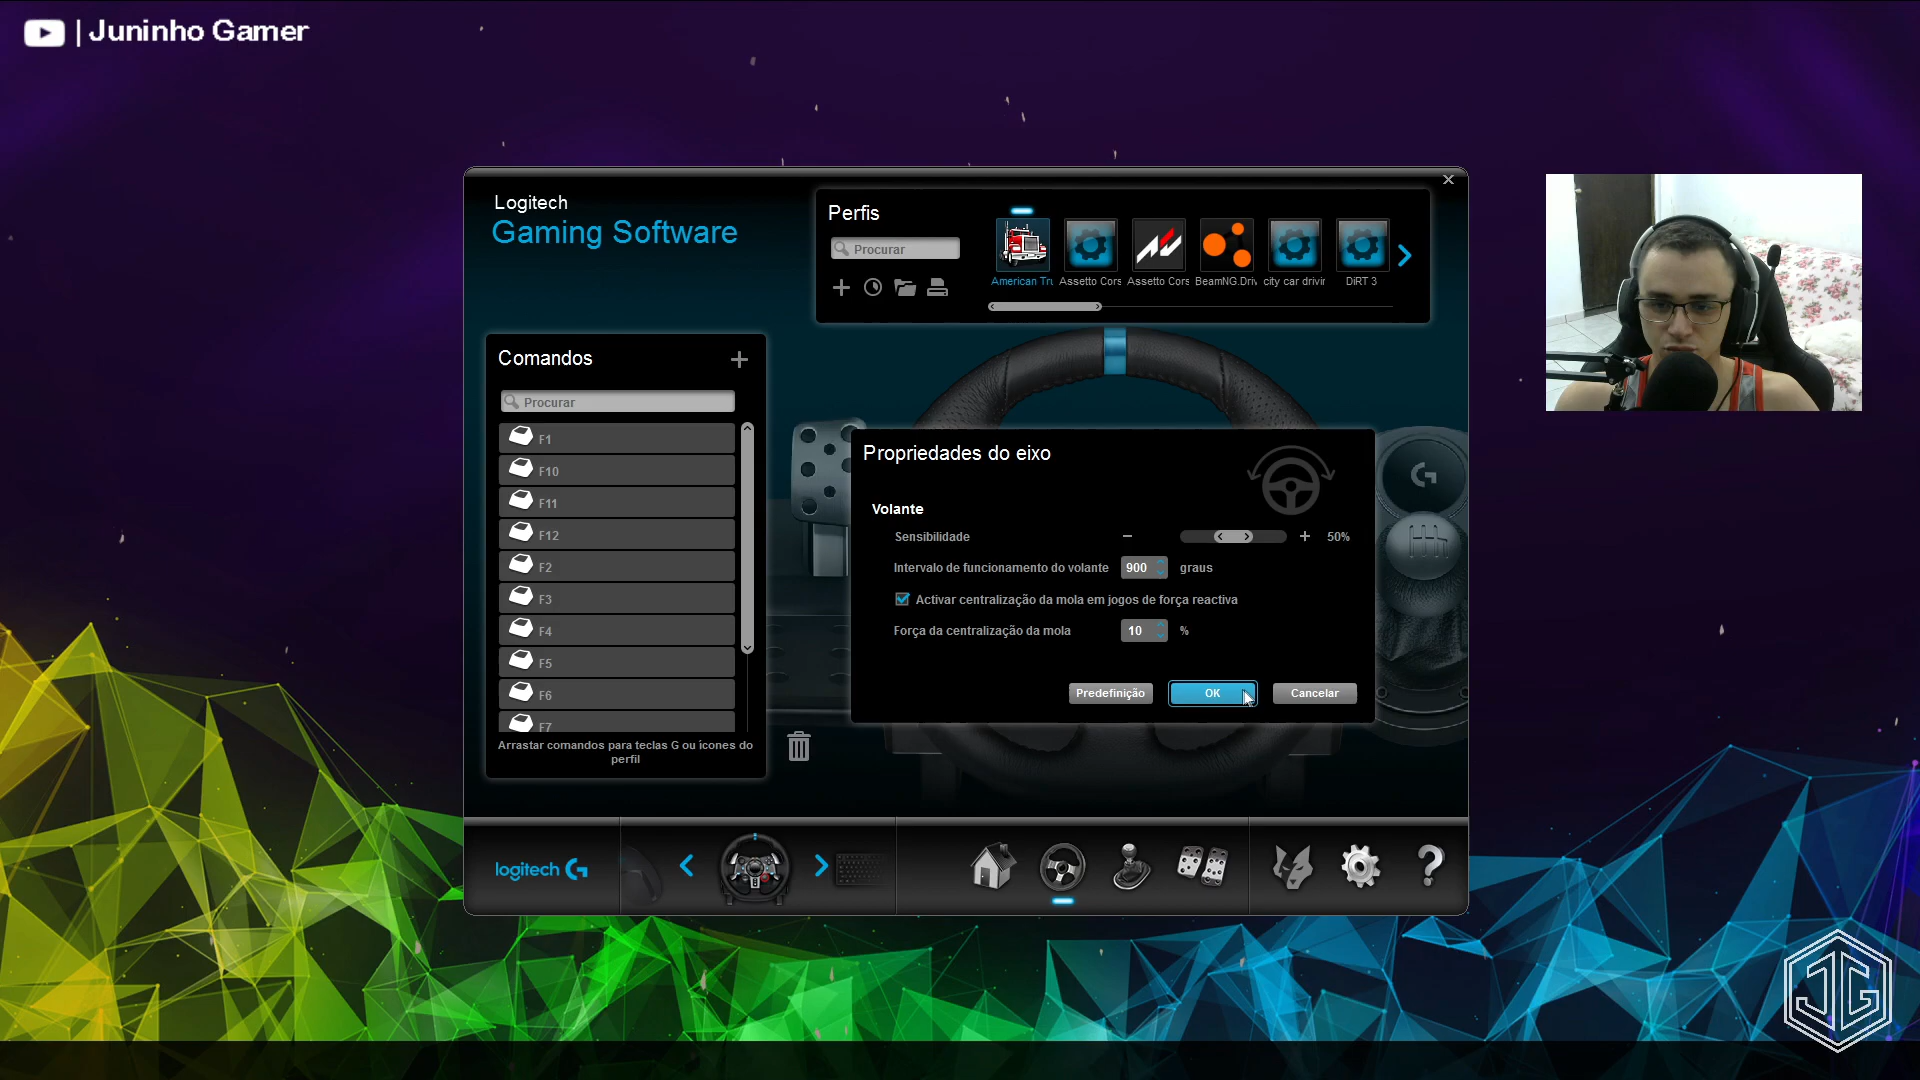 | Juninho Gamer
Logitech
Gaming Software
Perfis
Procurar
American Tru
Assetto Cors
Assetto Cors
BeamNG.Driv
city car drivin
DiRT 3
Comandos
Procurar
F1
F10
F11
F12
F2
F3
F4
F5
F6
F7
Arrastar comandos para teclas G ou ícones do
perfil
Propriedades do eixo
Volante
Sensibilidade
50%
Intervalo de funcionamento do volante 900 graus
Activar centralização da mola em jogos de força reactiva
Força da centralização da mola 10 %
Predefinição
OK
Cancelar
logitech G
JG